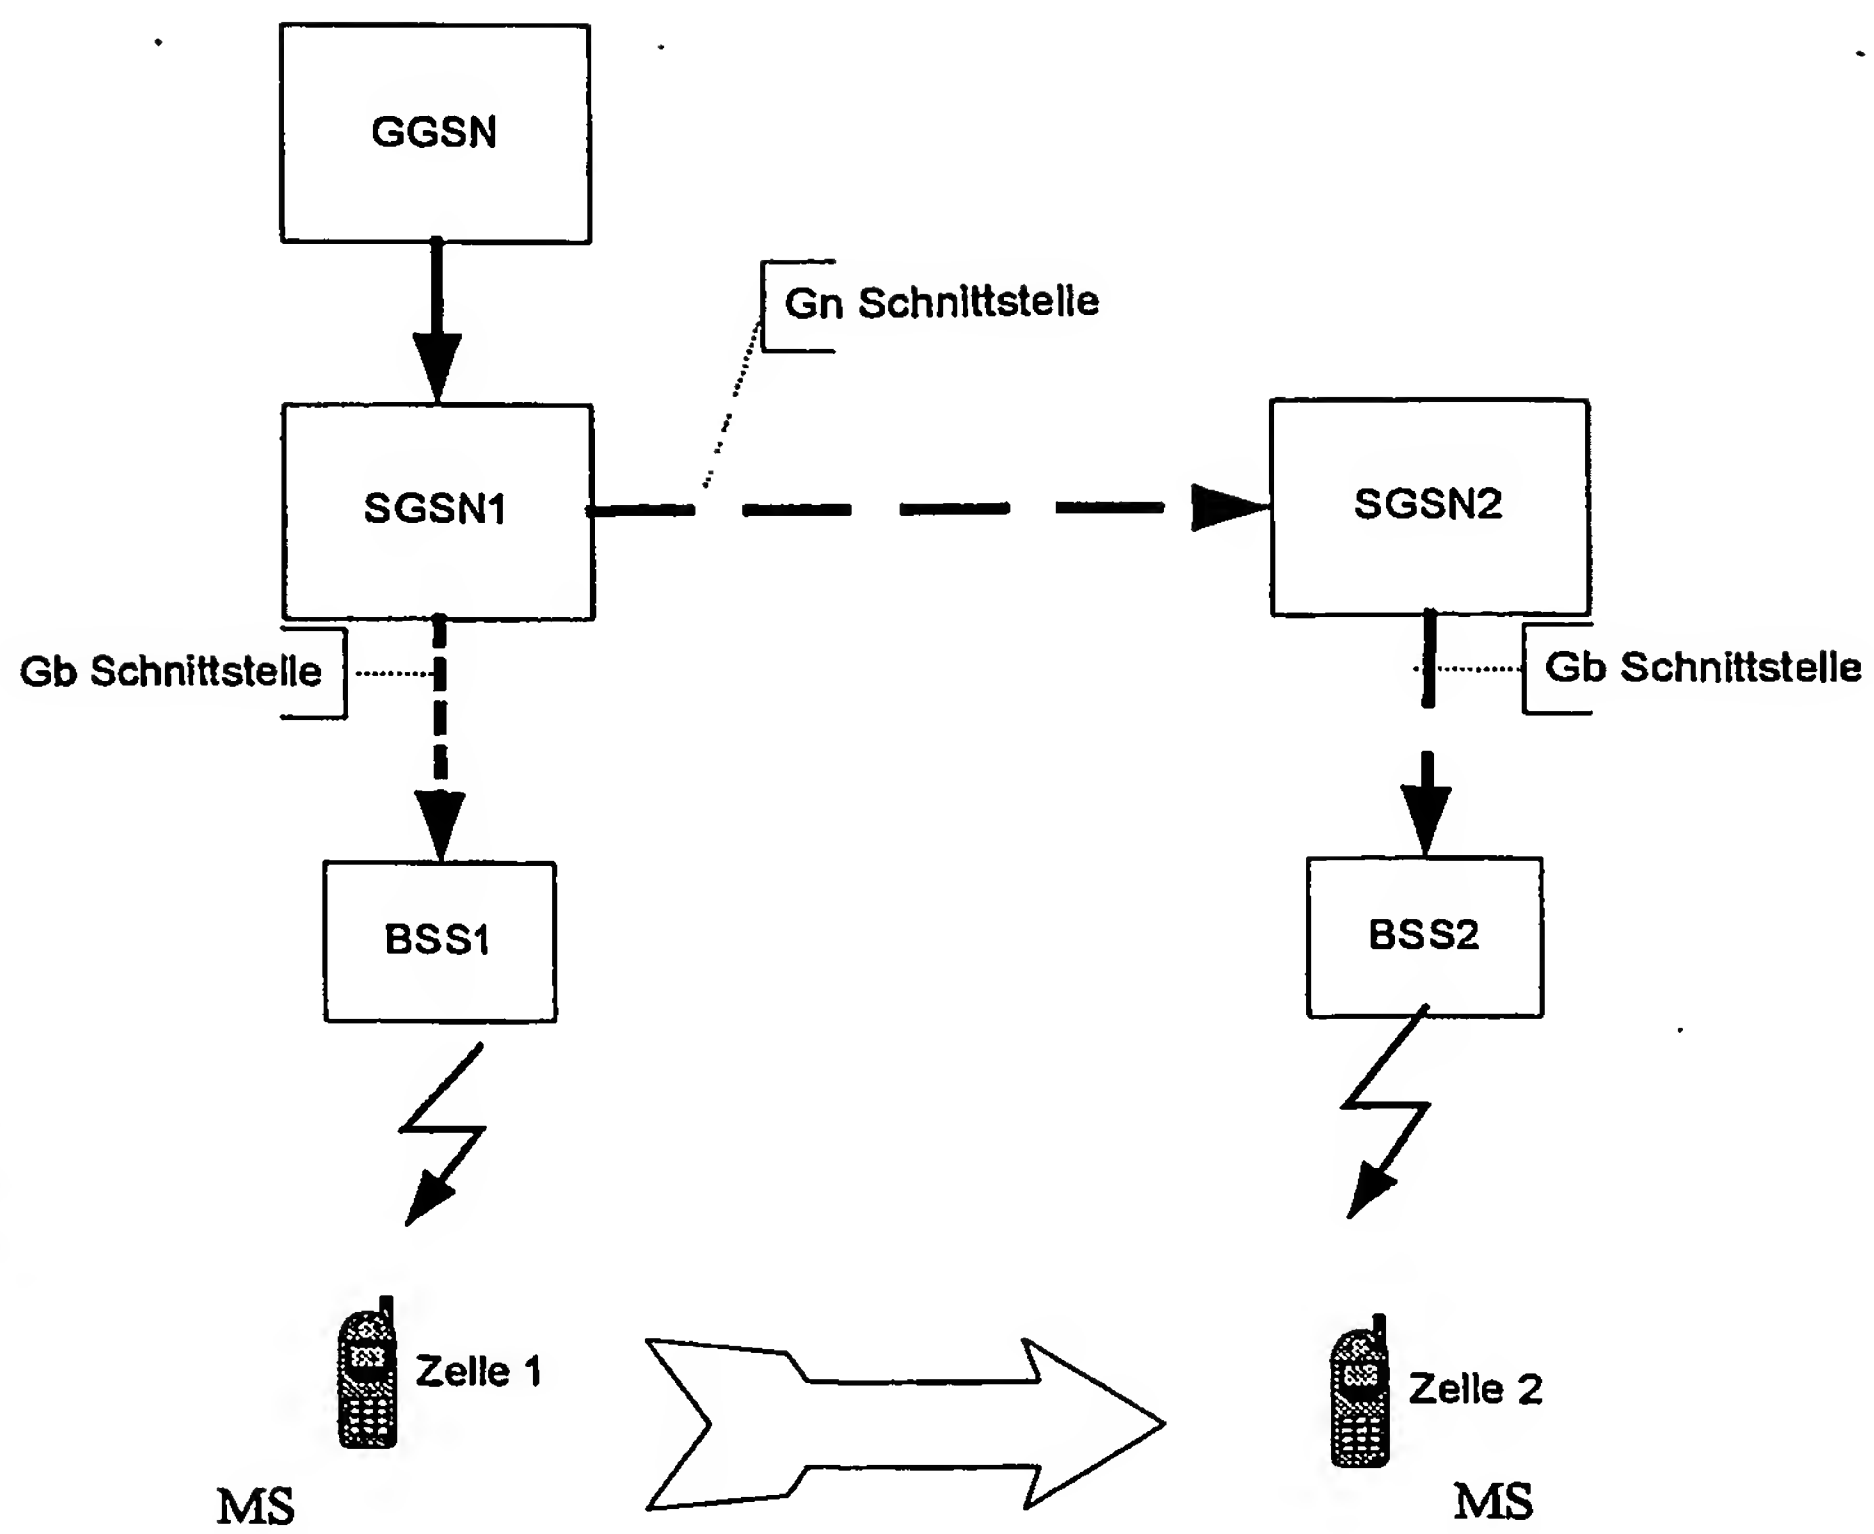 GGSN
Gn Schnittstelle
SGSN1
SGSN2
Gb Schnittstelle
Gb Schnittstelle
BSS1
BSS2
Zelle 1
Zelle 2
MS
MS